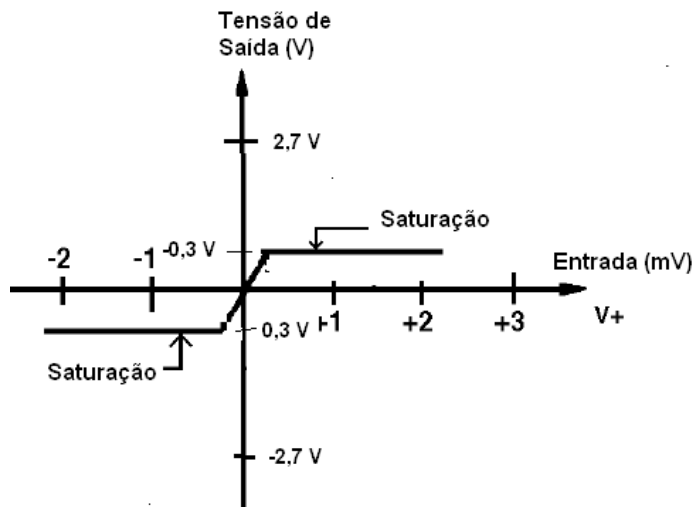 Tensão de
Saída (V)
2,7 V
Saturação
-0,3 V
-2
-1
Entrada (mV)
+1
+2
+3
V+
0,3 V
Saturação
-2,7 V